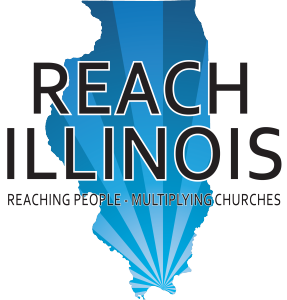 REACH
ILLINOIS
REACHING PEOPLE · MULTIPLYING CHURCHES